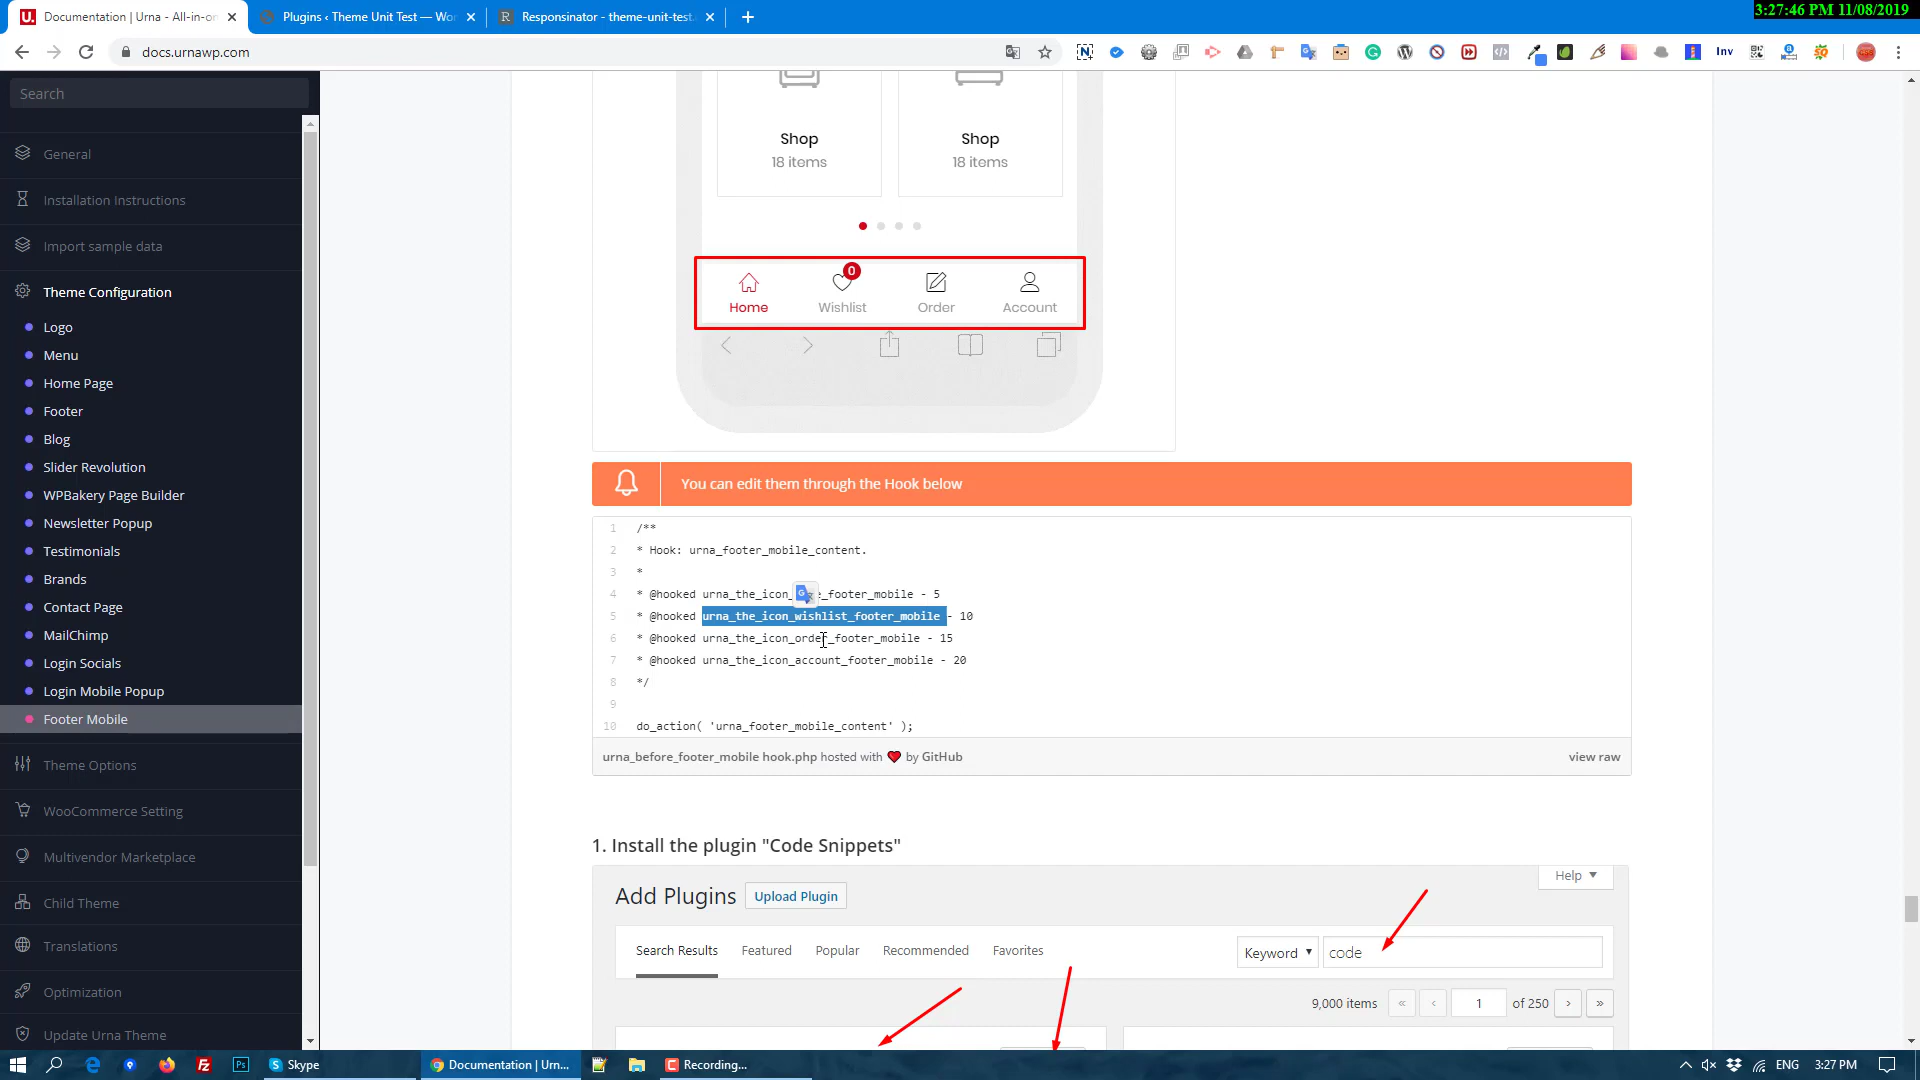 3:27:46 PM 11/08/2019
U. Documentation | Urna - All-in-on
Plugins ‹ Theme Unit Test — Wor
Responsinator - theme-unit-test.
docs.urnawp.com
Inv
Search
General
Installation Instructions
Import sample data
Theme Configuration
Logo
Menu
Home Page
Footer
Blog
Slider Revolution
WPBakery Page Builder
Newsletter Popup
Testimonials
Brands
Contact Page
MailChimp
Login Socials
Login Mobile Popup
Footer Mobile
Theme Options
WooCommerce Setting
Multivendor Marketplace
Child Theme
Translations
Optimization
Update Urna Theme
Shop
18 items
Shop
18 items
0
Home
Wishlist
Order
Account
You can edit them through the Hook below
1 /**
2 * Hook: urna_footer_mobile_content.
3 *
4 * @hooked urna_the_icon_ _footer_mobile - 5
5 * @hooked urna_the_icon_wishlist_footer_mobile - 10
6 * @hooked urna_the_icon_order_footer_mobile - 15
7 * @hooked urna_the_icon_account_footer_mobile - 20
8 */
9
10 do_action( 'urna_footer_mobile_content' );
urna_before_footer_mobile hook.php hosted with ❤ by GitHub
view raw
1. Install the plugin "Code Snippets"
Help ▼
Add Plugins Upload Plugin
Search Results Featured Popular Recommended Favorites Keyword ▼ code
9,000 items « ‹ 1 of 250 › »
Skype
Documentation | Urn...
Recording...
ENG
3:27 PM